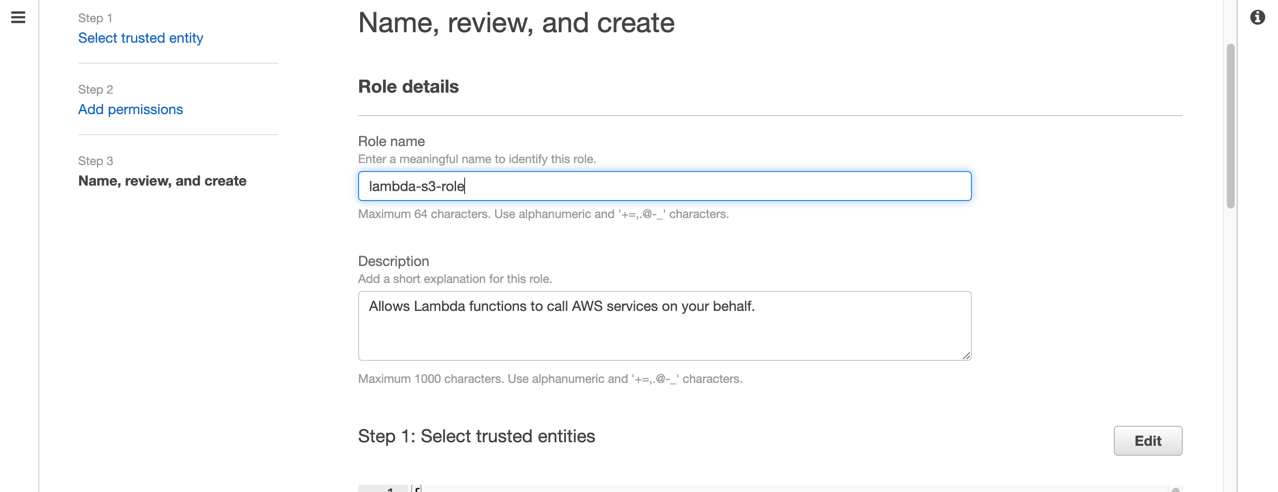 Step 1
Select trusted entity
Step 2
Add permissions
Step 3
Name, review, and create
Name, review, and create
Role details
Role name
Enter a meaningful name to identify this role.
lambda-s3-role
Maximum 64 characters. Use alphanumeric and '+=,.@-_' characters.
Description
Add a short explanation for this role.
Allows Lambda functions to call AWS services on your behalf.
Maximum 1000 characters. Use alphanumeric and '+=,.@-_' characters.
Step 1: Select trusted entities
Edit